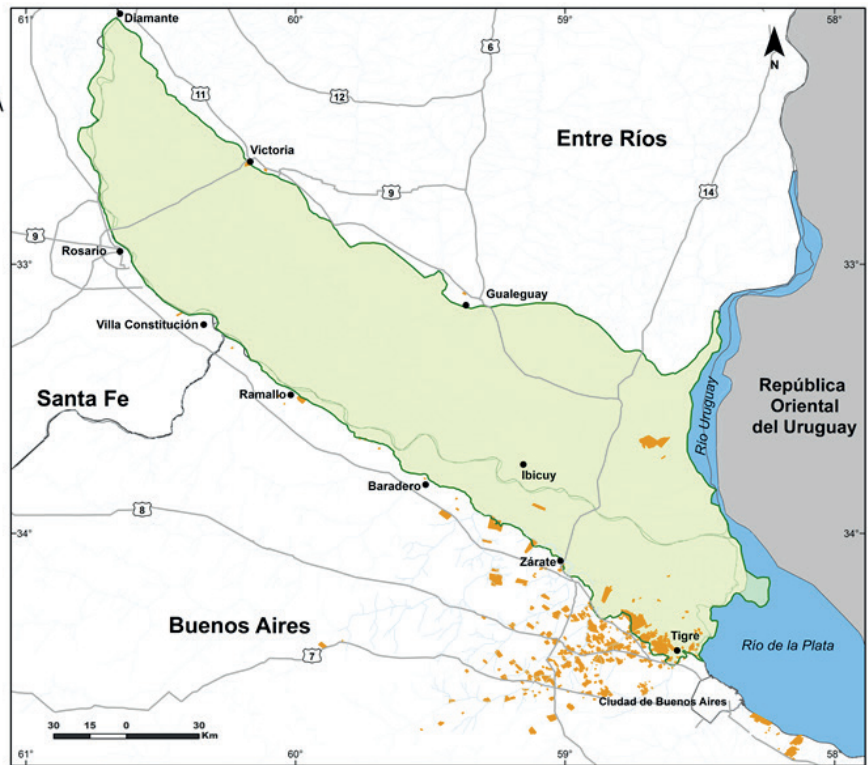 61°
60°
59°
58°
Diamante
6
N
11
12
Victoria
Entre Ríos
9
14
9
Rosario
33°
33°
Gualeguay
Villa Constitución
Santa Fe
Ramallo
República
Oriental
del Uruguay
Río Uruguay
Ibicuy
Baradero
8
34°
34°
Zárate
Buenos Aires
7
Tigre
Río de la Plata
Ciudad de Buenos Aires
30 15 0 30
Km
61°
60°
59°
58°